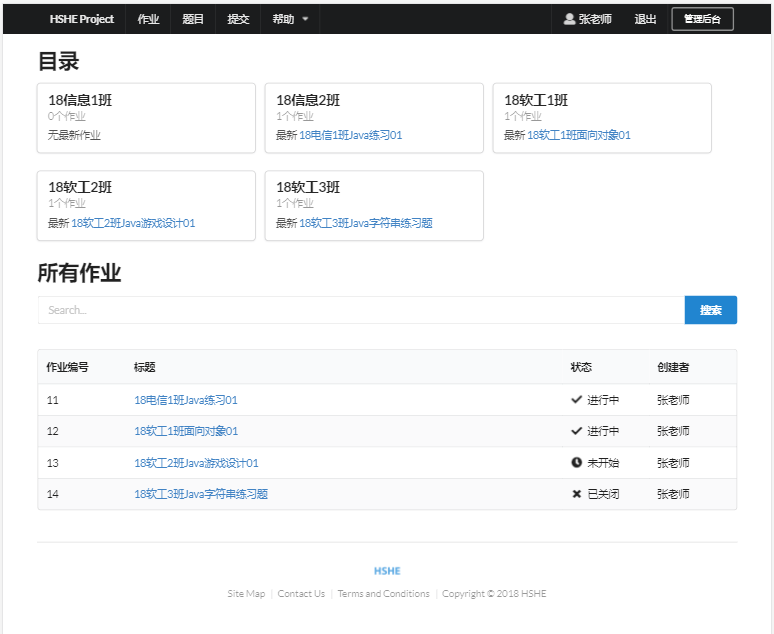 HSHE Project 作业 题目 提交 帮助 张老师 退出 管理后台
目录
18信息1班 18信息2班 18软工1班
0个作业 1个作业 1个作业
无最新作业 最新 18电信1班Java练习01 最新 18软工1班面向对象01
18软工2班 18软工3班
1个作业 1个作业
最新 18软工2班Java游戏设计01 最新 18软工3班Java字符串练习题
所有作业
Search... 搜索
作业编号 标题 状态 创建者
11 18电信1班Java练习01 进行中 张老师
12 18软工1班面向对象01 进行中 张老师
13 18软工2班Java游戏设计01 未开始 张老师
14 18软工3班Java字符串练习题 已关闭 张老师
HSHE
Site Map | Contact Us | Terms and Conditions | Copyright © 2018 HSHE